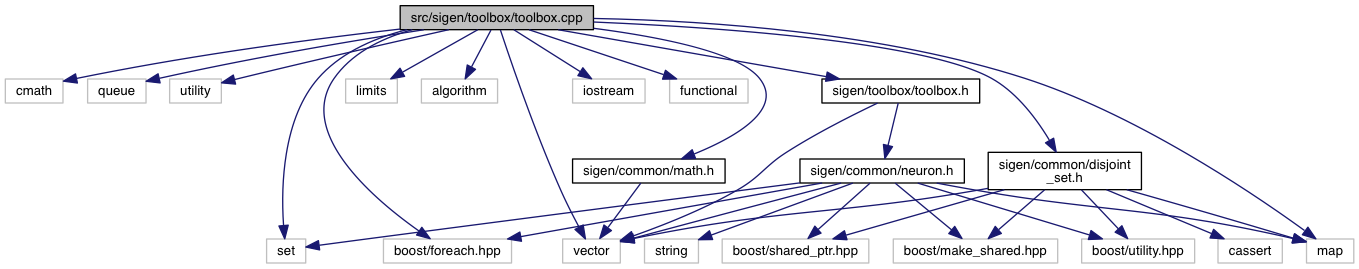 src/sigen/toolbox/toolbox.cpp
cmath
queue
utility
limits
algorithm
iostream
functional
sigen/toolbox/toolbox.h
sigen/common/math.h
sigen/common/neuron.h
sigen/common/disjoint
_set.h
set
boost/foreach.hpp
vector
string
boost/shared_ptr.hpp
boost/make_shared.hpp
boost/utility.hpp
cassert
map